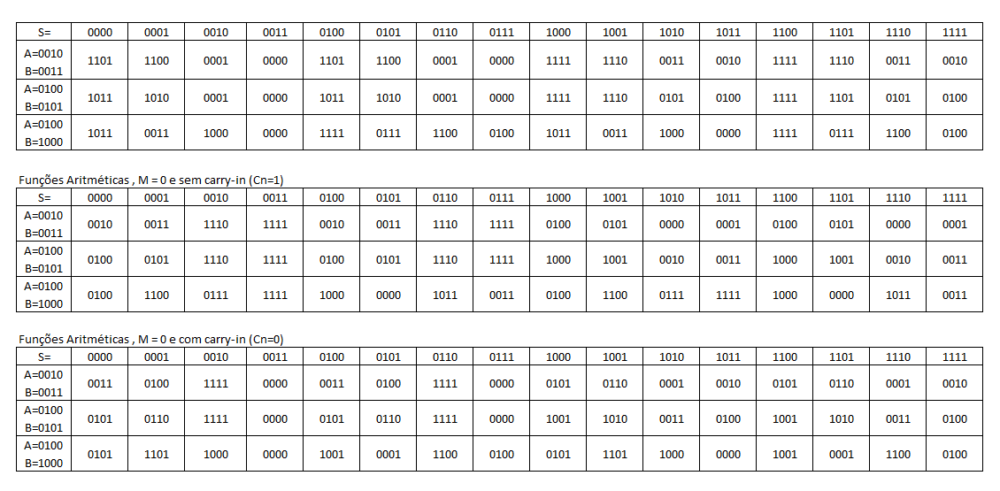 S= 0000 0001 0010 0011 0100 0101 0110 0111 1000 1001 1010 1011 1100 1101 1110 1111
A=0010
B=0011 1101 1100 0001 0000 1101 1100 0001 0000 1111 1110 0011 0010 1111 1110 0011 0010
A=0100
B=0101 1011 1010 0001 0000 1011 1010 0001 0000 1111 1110 0101 0100 1111 1101 0101 0100
A=0100
B=1000 1011 0011 1000 0000 1111 0111 1100 0100 1011 0011 1000 0000 1111 0111 1100 0100
Funções Aritméticas , M = 0 e sem carry-in (Cn=1)
S= 0000 0001 0010 0011 0100 0101 0110 0111 1000 1001 1010 1011 1100 1101 1110 1111
A=0010
B=0011 0010 0011 1110 1111 0010 0011 1110 1111 0100 0101 0000 0001 0100 0101 0000 0001
A=0100
B=0101 0100 0101 1110 1111 0100 0101 1110 1111 1000 1001 0010 0011 1000 1001 0010 0011
A=0100
B=1000 0100 1100 0111 1111 1000 0000 1011 0011 0100 1100 0111 1111 1000 0000 1011 0011
Funções Aritméticas , M = 0 e com carry-in (Cn=0)
S= 0000 0001 0010 0011 0100 0101 0110 0111 1000 1001 1010 1011 1100 1101 1110 1111
A=0010
B=0011 0011 0100 1111 0000 0011 0100 1111 0000 0101 0110 0001 0010 0101 0110 0001 0010
A=0100
B=0101 0101 0110 1111 0000 0101 0110 1111 0000 1001 1010 0011 0100 1001 1010 0011 0100
A=0100
B=1000 0101 1101 1000 0000 1001 0001 1100 0100 0101 1101 1000 0000 1001 0001 1100 0100